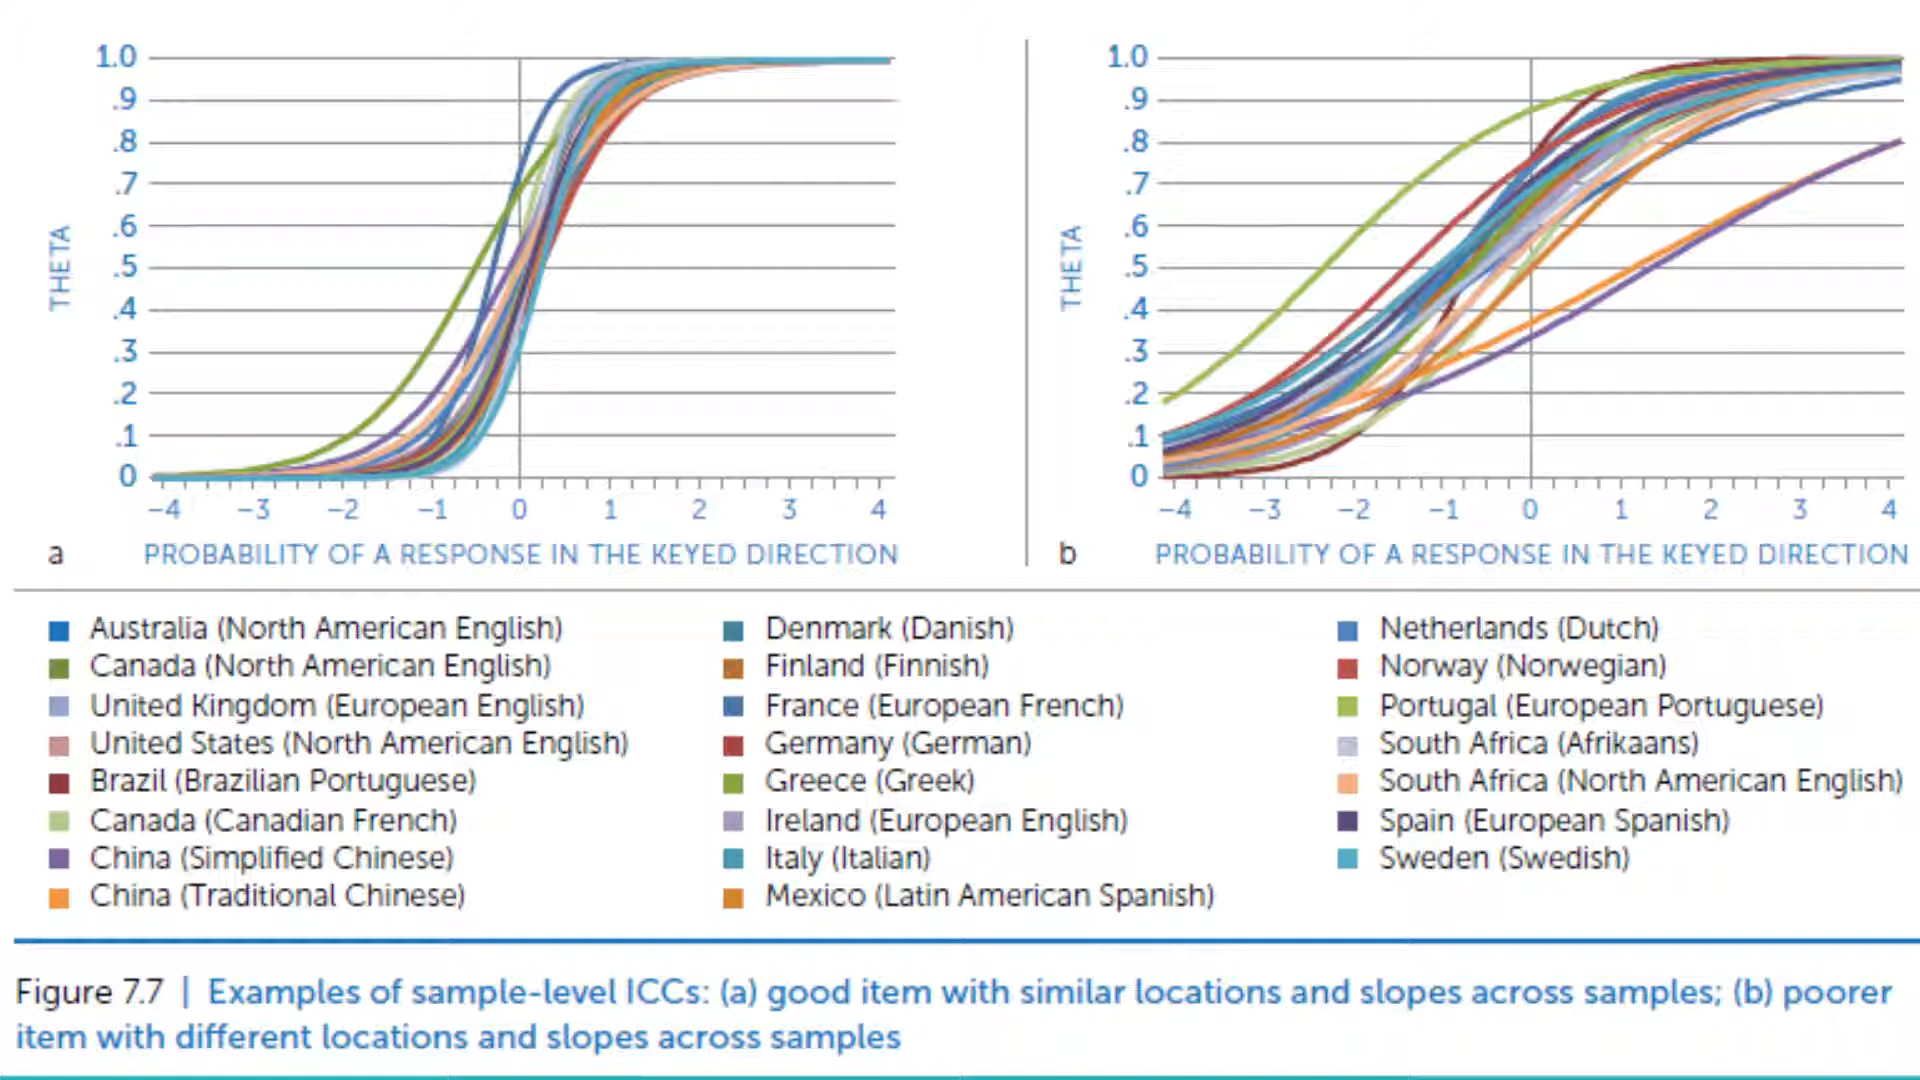 1.0
.9
.8
.7
.6
.5
.4
.3
.2
.1
0
THETA
−4 −3 −2 −1 0 1 2 3 4
a PROBABILITY OF A RESPONSE IN THE KEYED DIRECTION
1.0
.9
.8
.7
.6
.5
.4
.3
.2
.1
0
THETA
−4 −3 −2 −1 0 1 2 3 4
b PROBABILITY OF A RESPONSE IN THE KEYED DIRECTION
Australia (North American English)
Canada (North American English)
United Kingdom (European English)
United States (North American English)
Brazil (Brazilian Portuguese)
Canada (Canadian French)
China (Simplified Chinese)
China (Traditional Chinese)
Denmark (Danish)
Finland (Finnish)
France (European French)
Germany (German)
Greece (Greek)
Ireland (European English)
Italy (Italian)
Mexico (Latin American Spanish)
Netherlands (Dutch)
Norway (Norwegian)
Portugal (European Portuguese)
South Africa (Afrikaans)
South Africa (North American English)
Spain (European Spanish)
Sweden (Swedish)
Figure 7.7 | Examples of sample-level ICCs: (a) good item with similar locations and slopes across samples; (b) poorer
item with different locations and slopes across samples